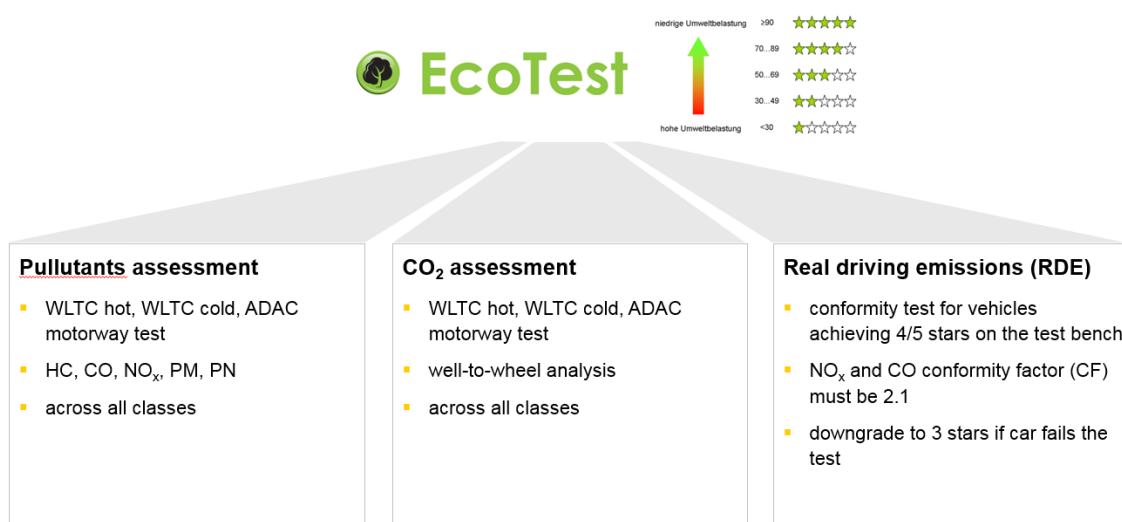 niedrige Umweltbelastung ≥90
EcoTest
70...89
50...69
30...49
hohe Umweltbelastung <30
Pullutants assessment
WLTC hot, WLTC cold, ADAC
motorway test
HC, CO, NOx, PM, PN
across all classes
CO2 assessment
WLTC hot, WLTC cold, ADAC
motorway test
well-to-wheel analysis
across all classes
Real driving emissions (RDE)
conformity test for vehicles
achieving 4/5 stars on the test bench
NOx and CO conformity factor (CF)
must be 2.1
downgrade to 3 stars if car fails the
test